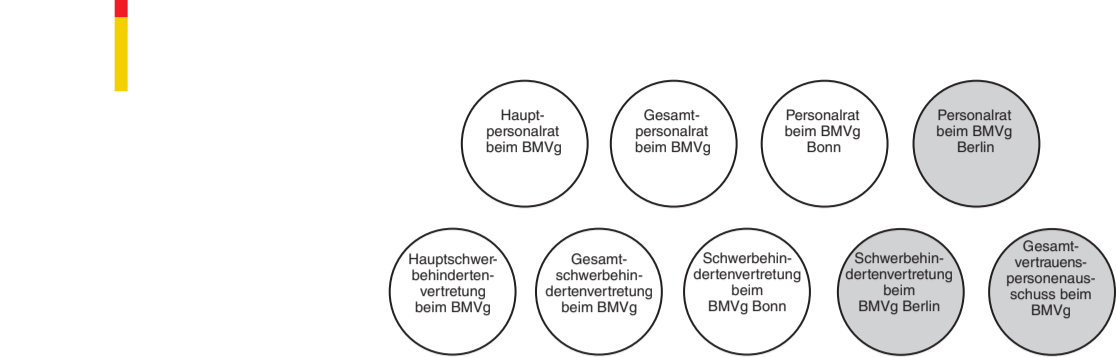 Haupt-
personalrat
beim BMVg
Gesamt-
personalrat
beim BMVg
Personalrat
beim BMVg
Bonn
Personalrat
beim BMVg
Berlin
Hauptschwer-
behinderten-
vertretung
beim BMVg
Gesamt-
schwerbehin-
dertenvertretung
beim BMVg
Schwerbehin-
dertenvertretung
beim
BMVg Bonn
Schwerbehin-
dertenvertretung
beim
BMVg Berlin
Gesamt-
vertrauens-
personenaus-
schuss beim
BMVg